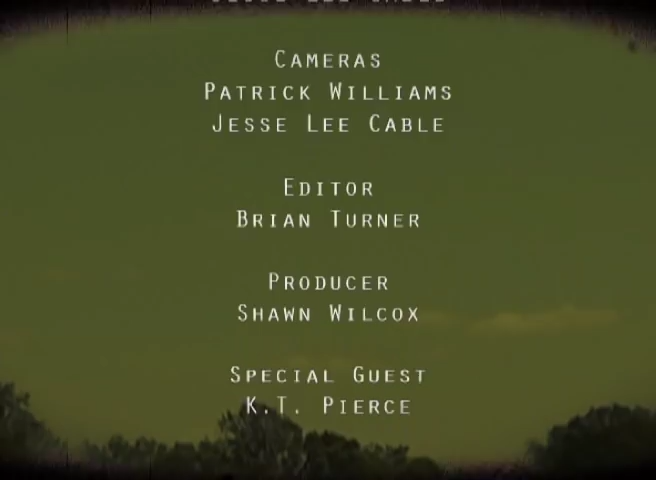 Cameras
Patrick Williams
Jesse Lee Cable
Editor
Brian Turner
Producer
Shawn Wilcox
Special Guest
K.T. Pierce